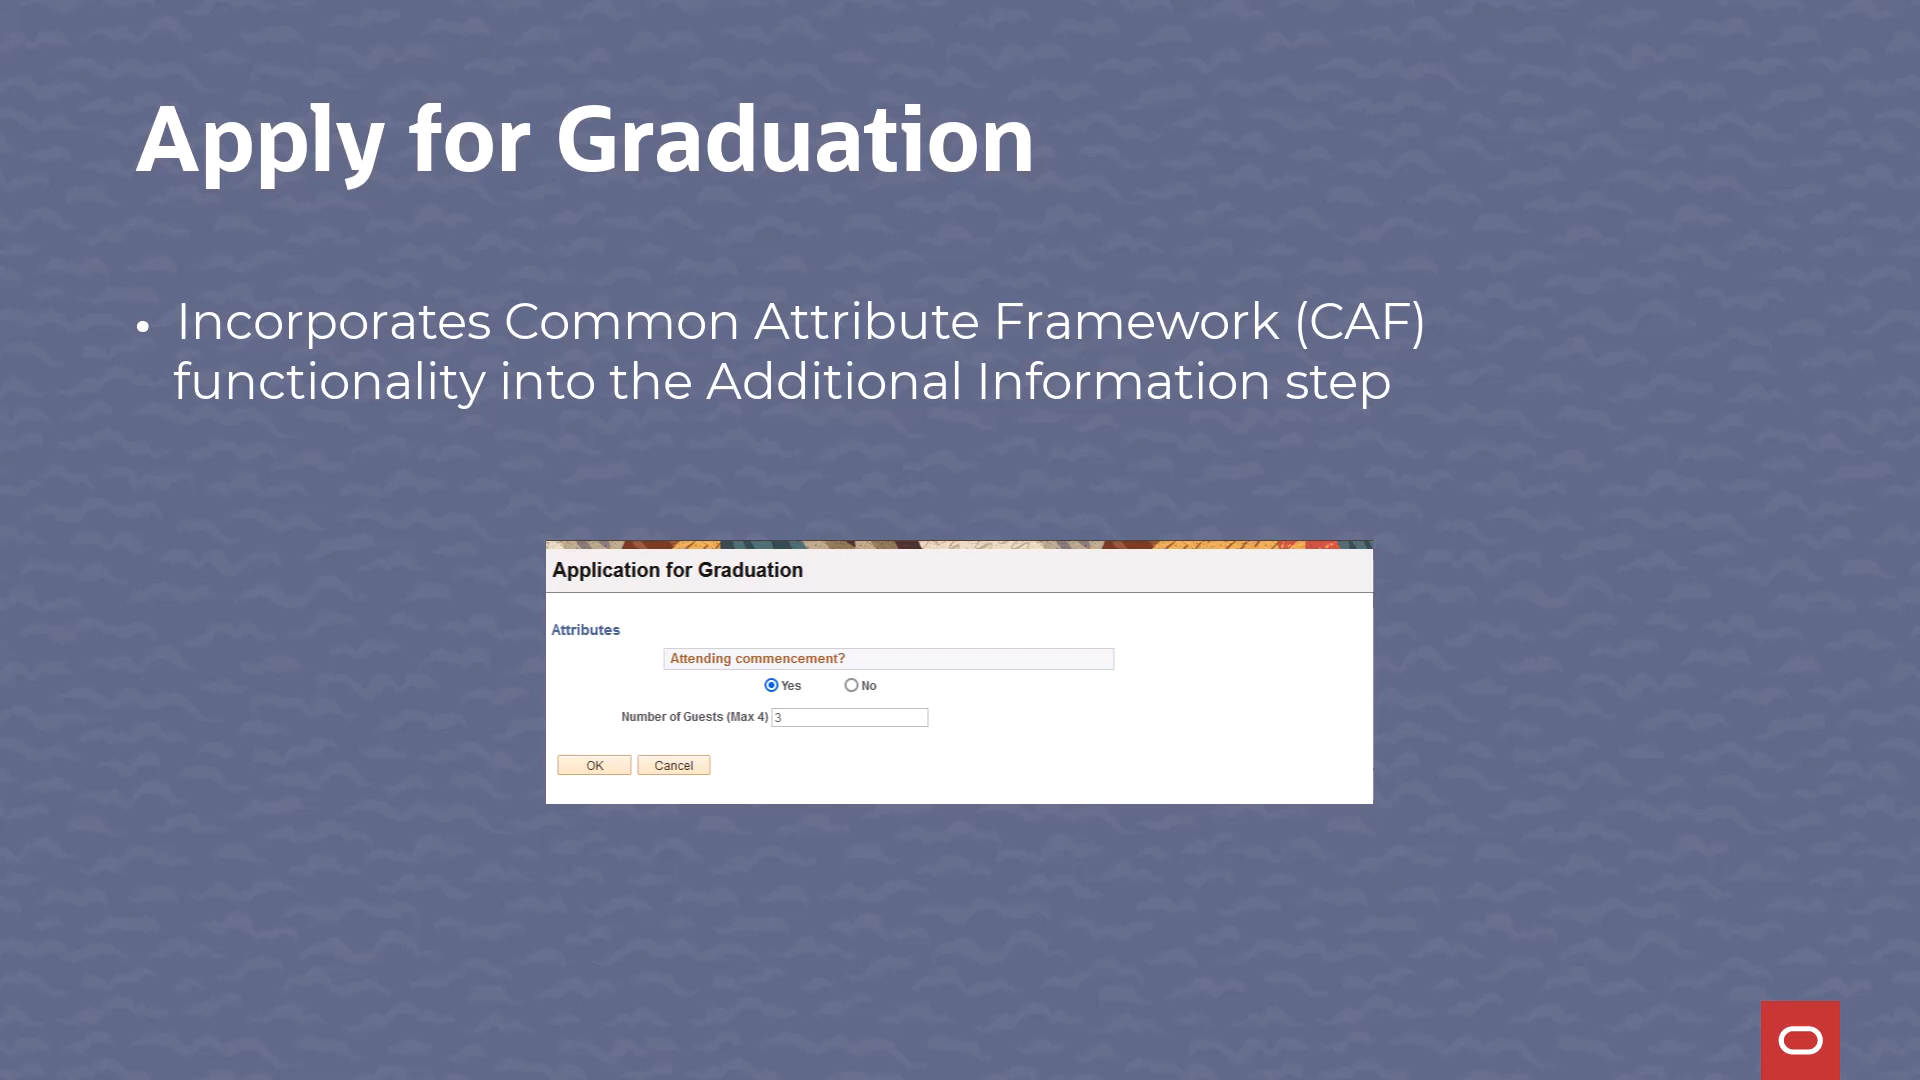 Apply for Graduation
• Incorporates Common Attribute Framework (CAF)
functionality into the Additional Information step
Application for Graduation
Attributes
Attending commencement?
Yes No
Number of Guests (Max 4) 3
OK Cancel